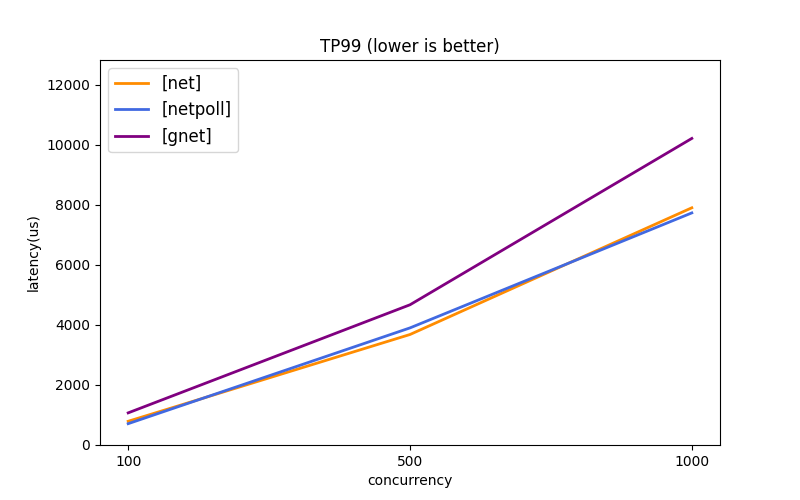 TP99 (lower is better)
[net]
[netpoll]
[gnet]
latency(us)
12000
10000
8000
6000
4000
2000
0
100
500
1000
concurrency